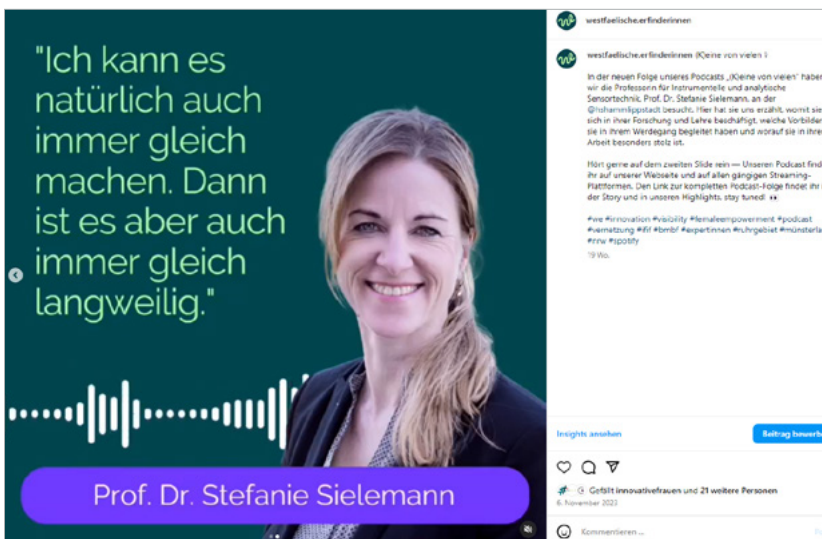 "Ich kann es
natürlich auch
immer gleich
machen. Dann
ist es aber auch
immer gleich
langweilig."
Prof. Dr. Stefanie Sielemann
westfaelische.erfinderinnen
westfaelische.erfinderinnen (K)eine von vielen
In der neuen Folge unseres Podcasts „(K)eine von vielen" haben
wir die Professorin für Instrumentelle und analytische
Sensortechnik, Prof. Dr. Stefanie Sielemann, an der
@hshammlippstadt besucht. Hier hat sie uns erzählt, womit sie
sich in ihrer Forschung und Lehre beschäftigt, welche Vorbilder
sie in ihrem Werdegang begleitet haben und worauf sie in ihrer
Arbeit besonders stolz ist.
Hört gerne auf dem zweiten Slide rein — Unseren Podcast
ihr auf unserer Webseite und auf allen gängigen Streaming-
Plattformen. Den Link zur kompletten Podcast-Folge findet ihr
der Story und in unseren Highlights, stay tuned!
#we #innovation #visibility #femaleempowerment #podcast
#vernetzung #ifif #bmbf #expertinnen #ruhrgebiet
#nrw #spotify
19 Wo.
Insights ansehen
Beitrag
Gefällt innovativefrauen und 21 weitere Personen
6. November 2023
Kommentieren ...